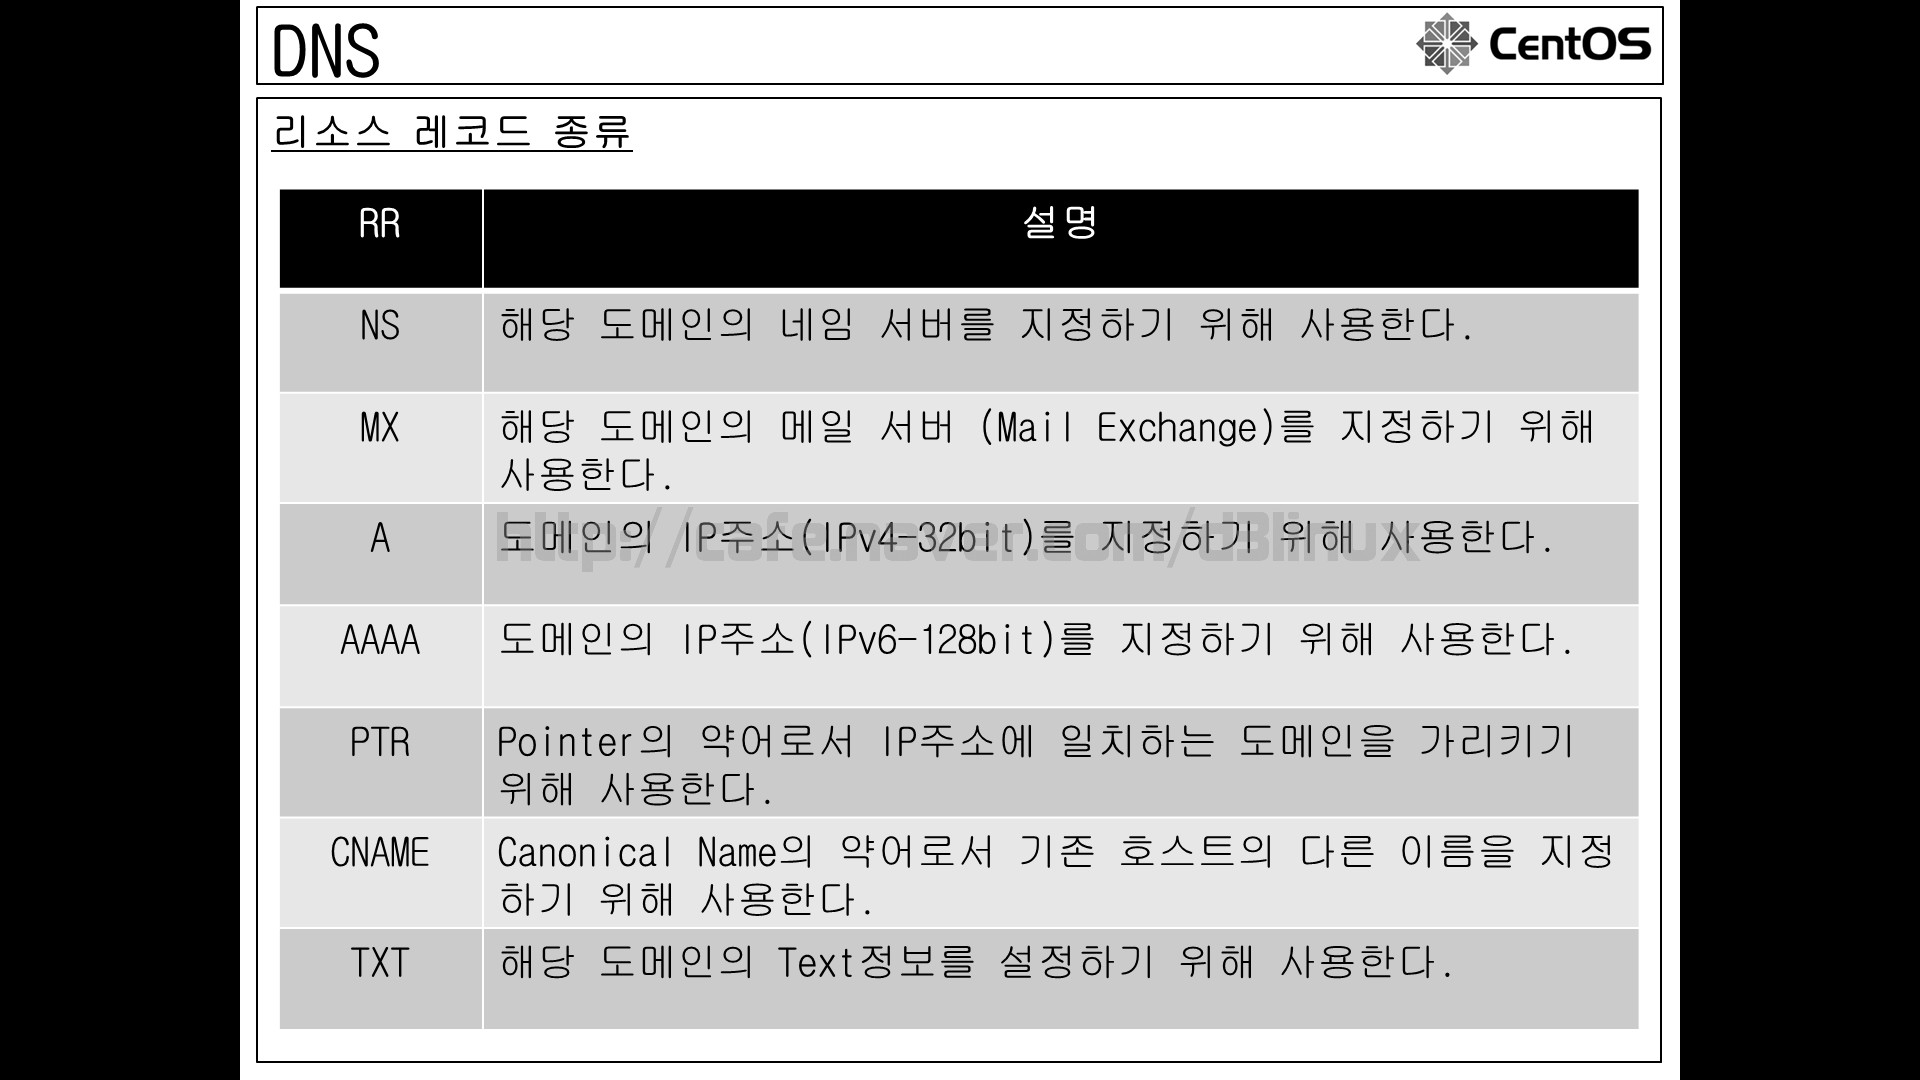 DNS
CentOS
리소스 레코드 종류
RR 설명
NS 해당 도메인의 네임 서버를 지정하기 위해 사용한다.
MX 해당 도메인의 메일 서버 (Mail Exchange)를 지정하기 위해
사용한다.
A 도메인의 IP주소(IPv4-32bit)를 지정하기 위해 사용한다.
http://cafe.naver.com/d3linux
AAAA 도메인의 IP주소(IPv6-128bit)를 지정하기 위해 사용한다.
PTR Pointer의 약어로서 IP주소에 일치하는 도메인을 가리키기
위해 사용한다.
CNAME Canonical Name의 약어로서 기존 호스트의 다른 이름을 지정
하기 위해 사용한다.
TXT 해당 도메인의 Text정보를 설정하기 위해 사용한다.